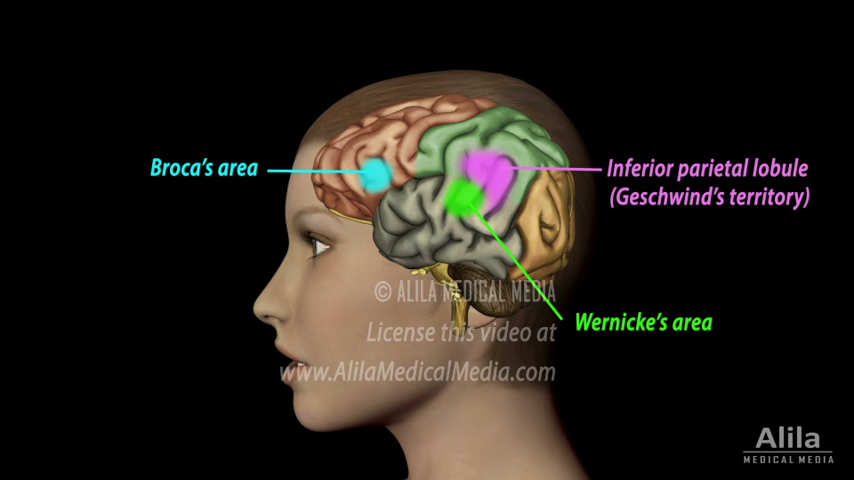 Broca's area
Inferior parietal lobule
(Geschwind's territory)
© ALILA MEDICAL MEDIA
Wernicke's area
License this video at
www.AlilaMedicalMedia.com
Alila
MEDICAL MEDIA